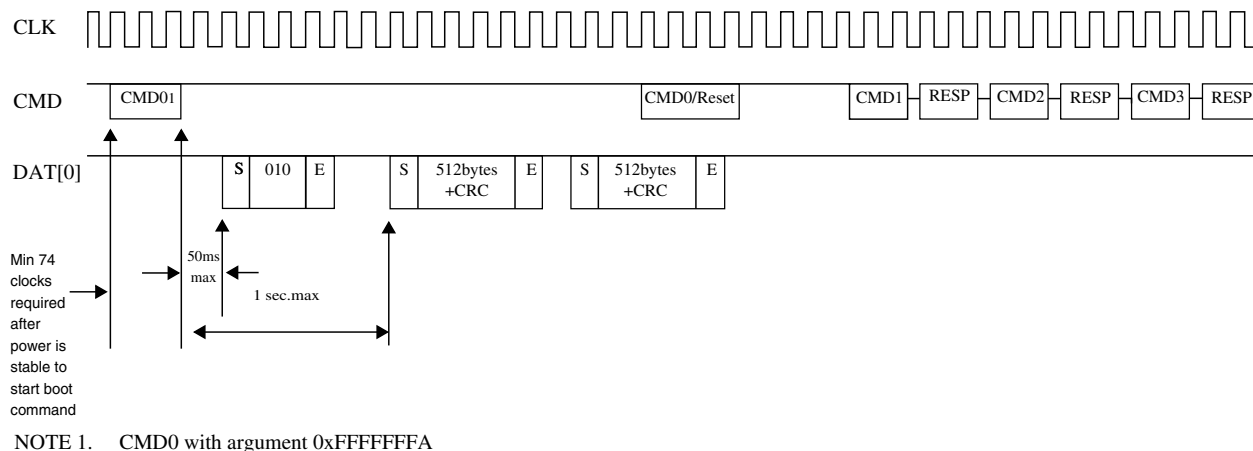 CLK
CMD
CMD01
CMD0/Reset
CMD1
RESP
CMD2
RESP
CMD3
RESP
DAT[0]
S
010
E
S
512bytes
+CRC
E
S
512bytes
+CRC
E
Min 74
clocks
required
after
power is
stable to
start boot
command
50ms
max
1 sec.max
NOTE 1. CMD0 with argument 0xFFFFFFFA